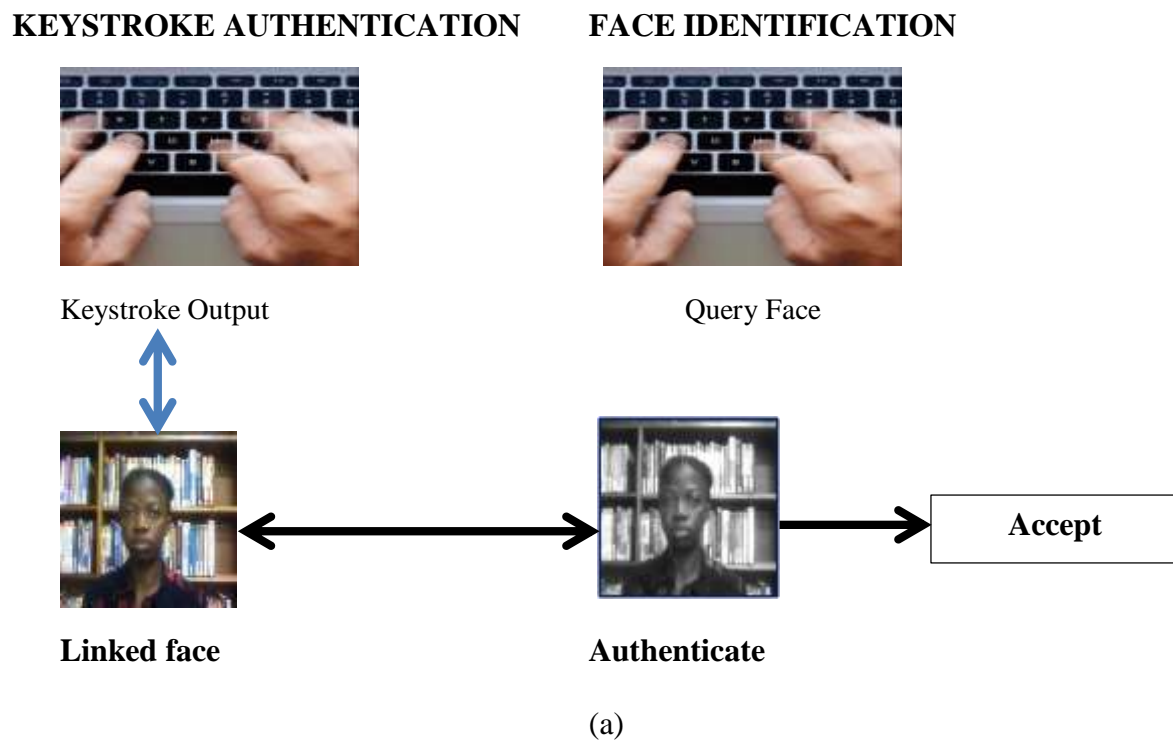 KEYSTROKE AUTHENTICATION FACE IDENTIFICATION
Keystroke Output Query Face
Accept
Linked face Authenticate
(a)